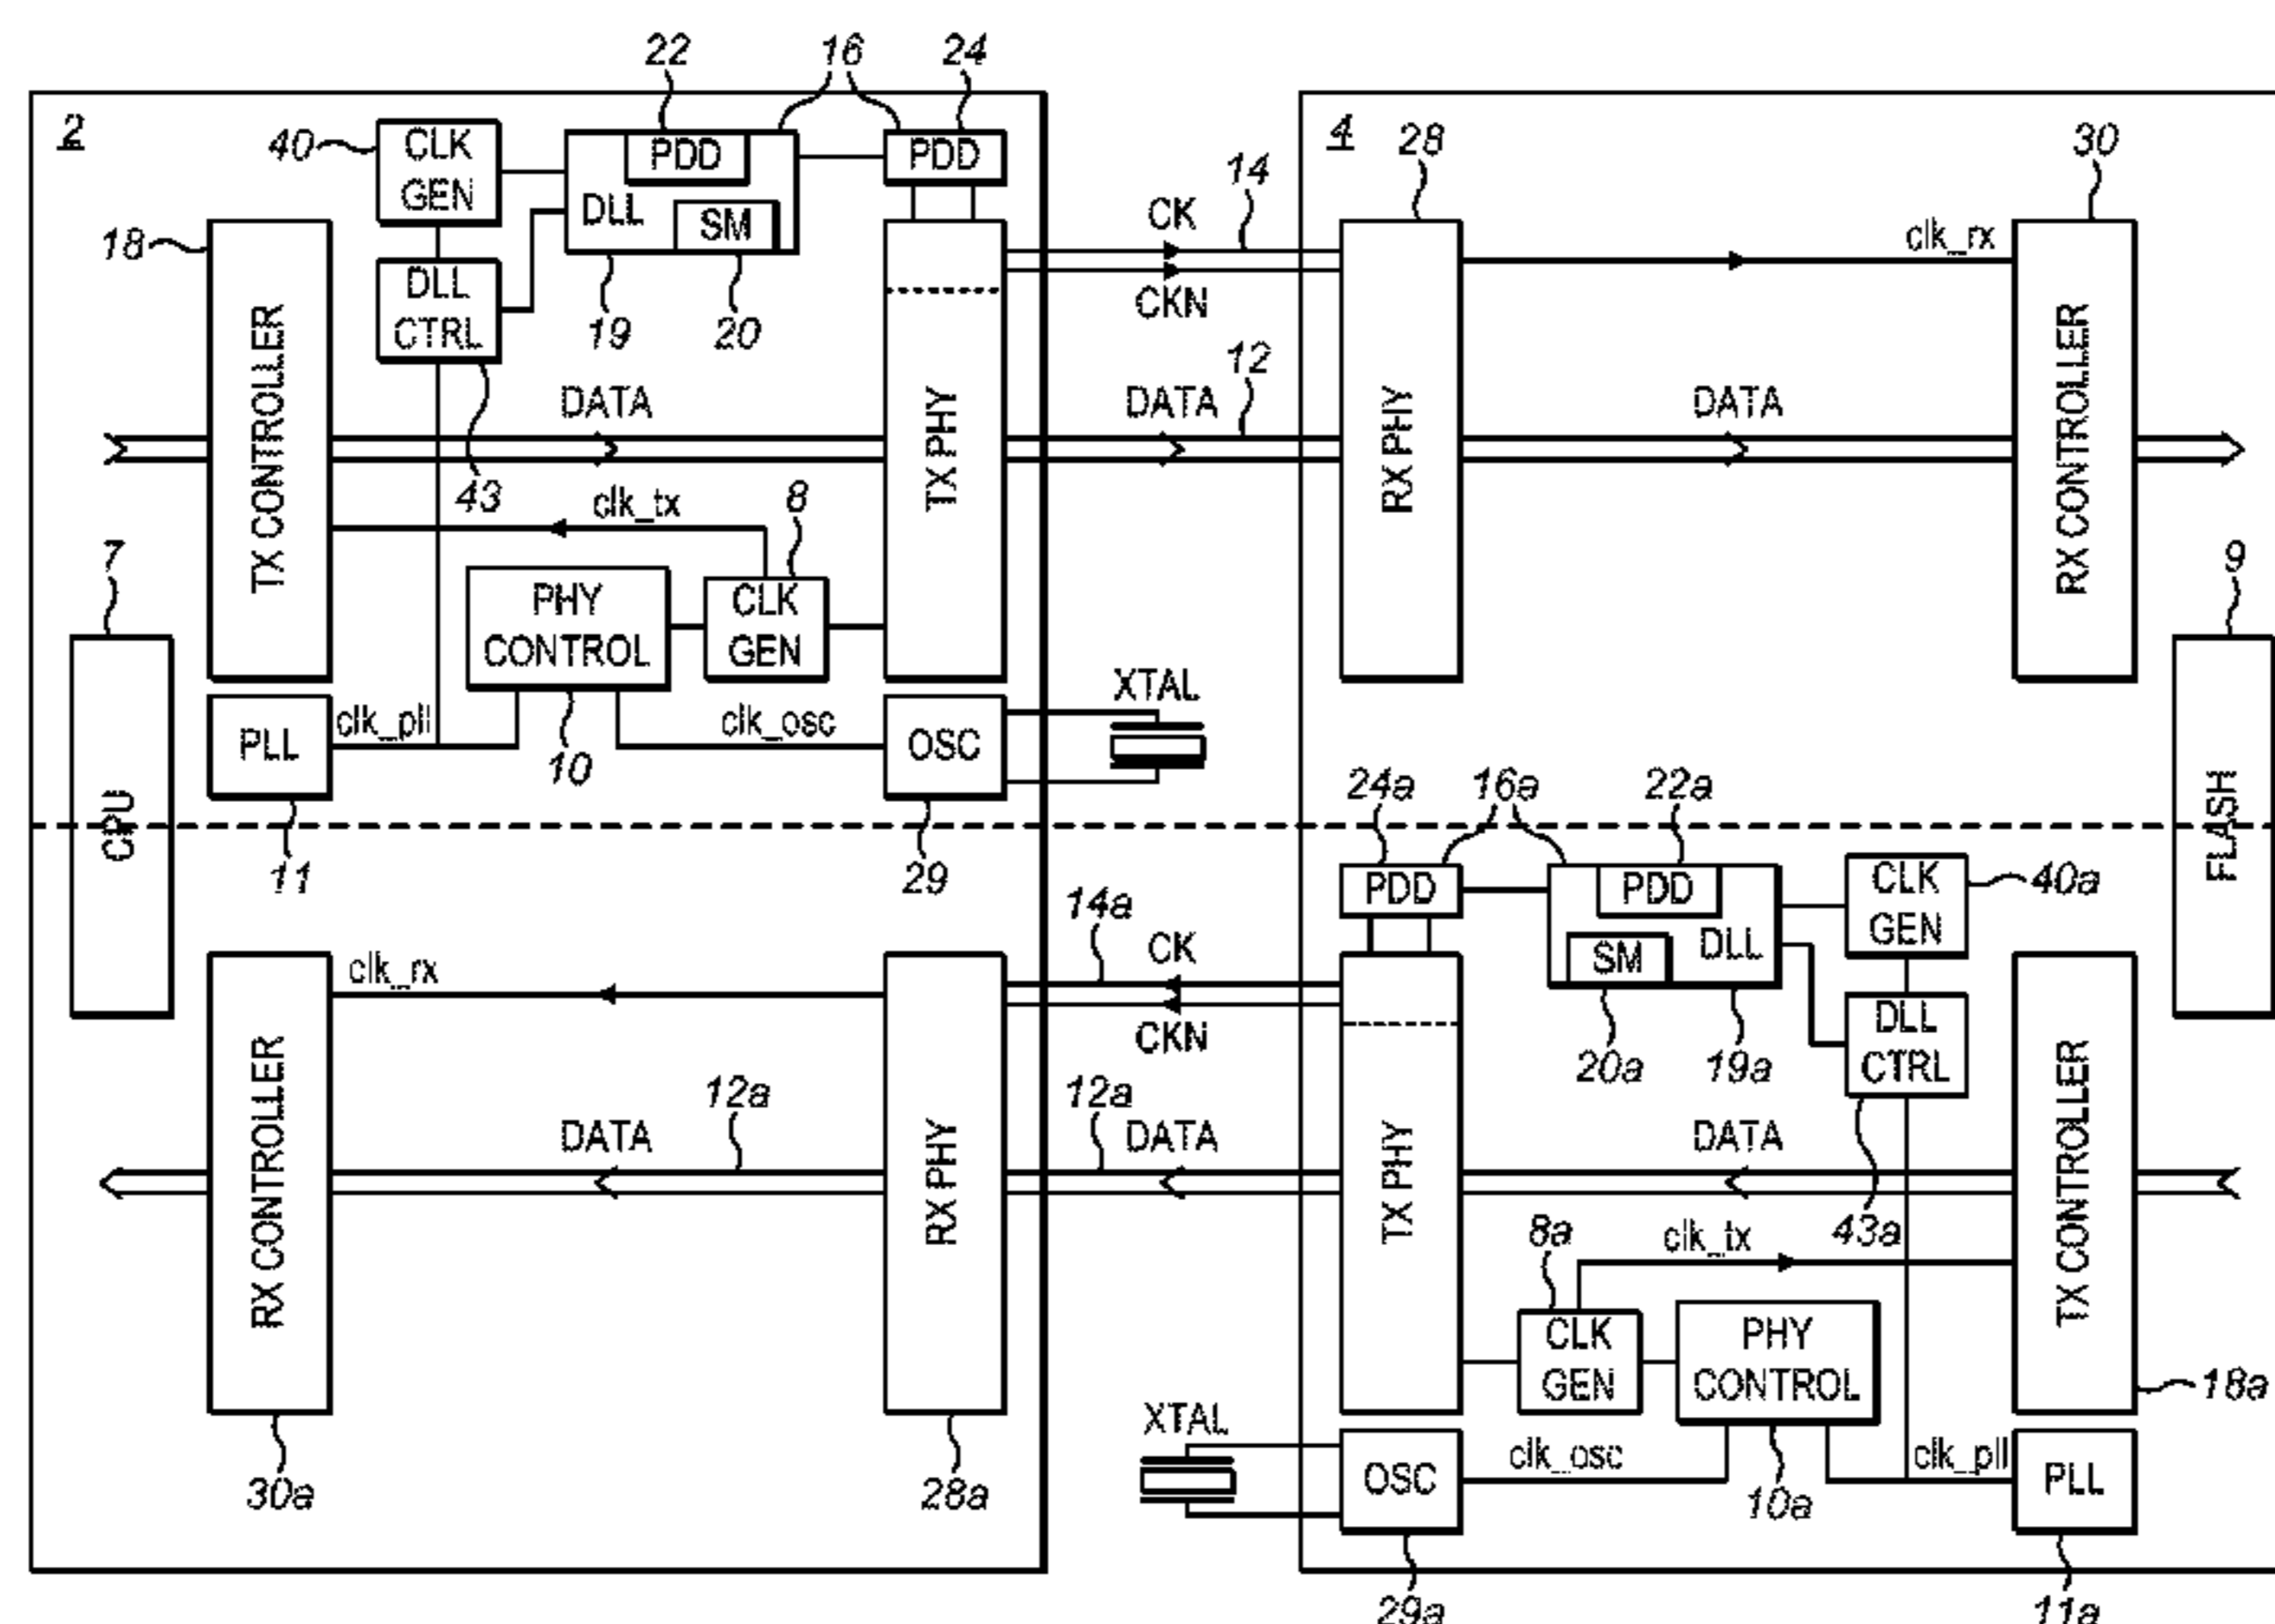 22 16 24
2
40
CLK GEN
PDD
DLL
SM
PDD
4
28
30
14
CK
CKN
clk_rx
18
DLL CTRL
19
20
TX CONTROLLER
DATA
TX PHY
12
DATA
RX PHY
DATA
RX CONTROLLER
43
clk_tx
8
7
PHY CONTROL
CLK GEN
9
XTAL
PLL
clk_pll
10
clk_osc
OSC
CPU
11
29
FLASH
24a 16a 22a
PDD
PDD
SM
DLL
CLK GEN
40a
14a
CK
CKN
clk_rx
20a
19a
DLL CTRL
RX CONTROLLER
DATA
12a
RX PHY
12a
DATA
TX PHY
DATA
43a
TX CONTROLLER
8a
clk_tx
CLK GEN
PHY CONTROL
18a
XTAL
OSC
clk_osc
10a
clk_pll
PLL
30a
28a
29a
11a